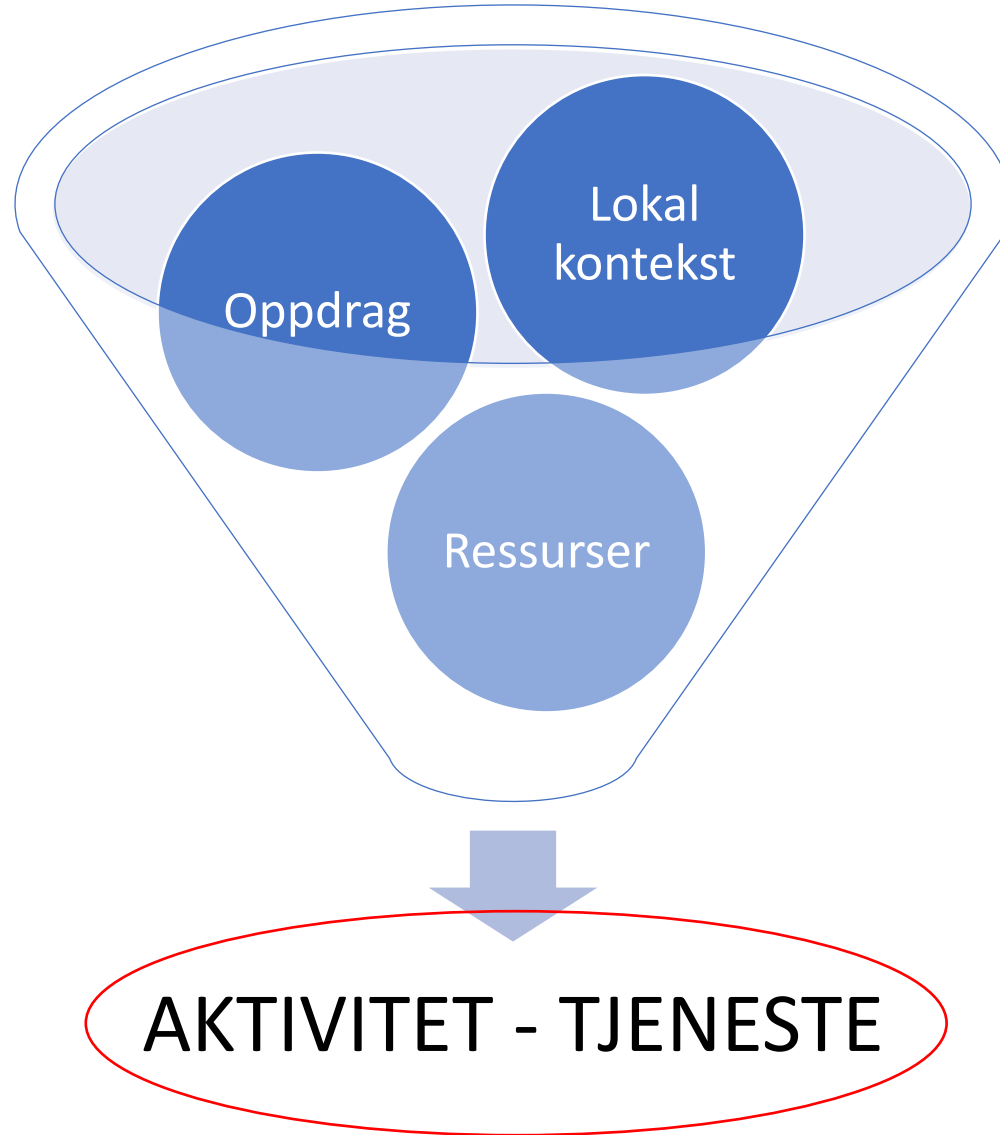 Lokal
kontekst
Oppdrag
Ressurser
AKTIVITET - TJENESTE